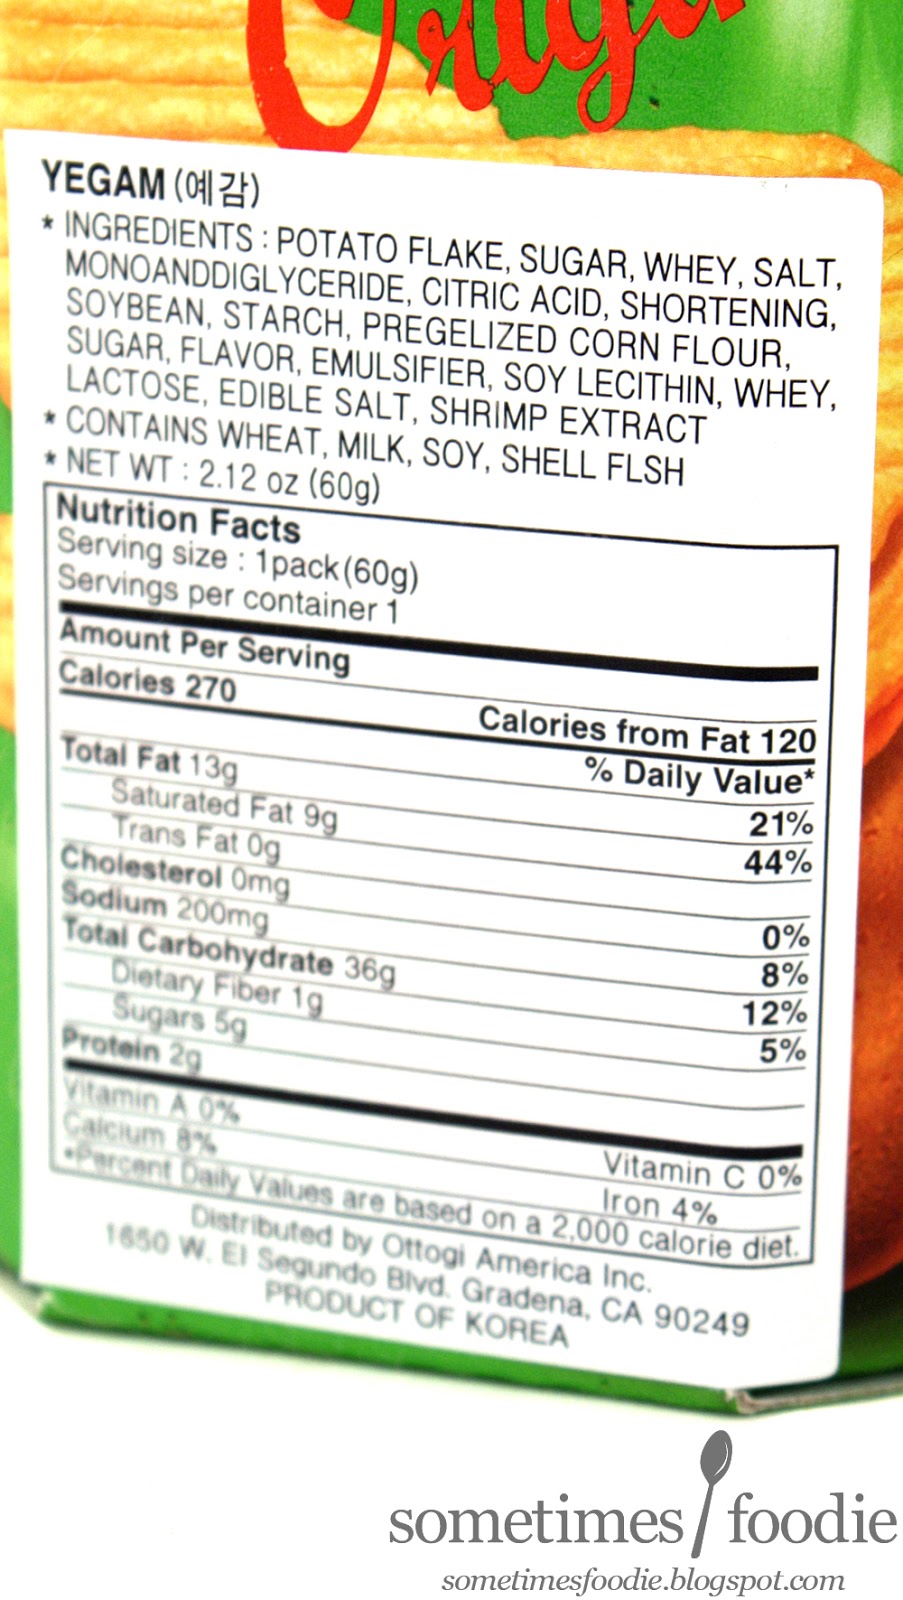 Origi
YEGAM (예감)
* INGREDIENTS : POTATO FLAKE, SUGAR, WHEY, SALT,
MONOANDDIGLYCERIDE, CITRIC ACID, SHORTENING,
SOYBEAN, STARCH, PREGELIZED CORN FLOUR,
SUGAR, FLAVOR, EMULSIFIER, SOY LECITHIN, WHEY,
LACTOSE, EDIBLE SALT, SHRIMP EXTRACT
* CONTAINS WHEAT, MILK, SOY, SHELL FLSH
* NET WT : 2.12 oz (60g)
Nutrition Facts
Serving size : 1pack(60g)
Servings per container 1
Amount Per Serving
Calories 270 Calories from Fat 120
% Daily Value*
Total Fat 13g 21%
Saturated Fat 9g 44%
Trans Fat 0g
Cholesterol 0mg 0%
Sodium 200mg 8%
Total Carbohydrate 36g 12%
Dietary Fiber 1g 5%
Sugars 5g
Protein 2g
Vitamin A 0% Vitamin C 0%
Calcium 8% Iron 4%
*Percent Daily Values are based on a 2,000 calorie diet.
Distributed by Ottogi America Inc.
1650 W. El Segundo Blvd. Gradena, CA 90249
PRODUCT OF KOREA
sometimes foodie
sometimesfoodie.blogspot.com